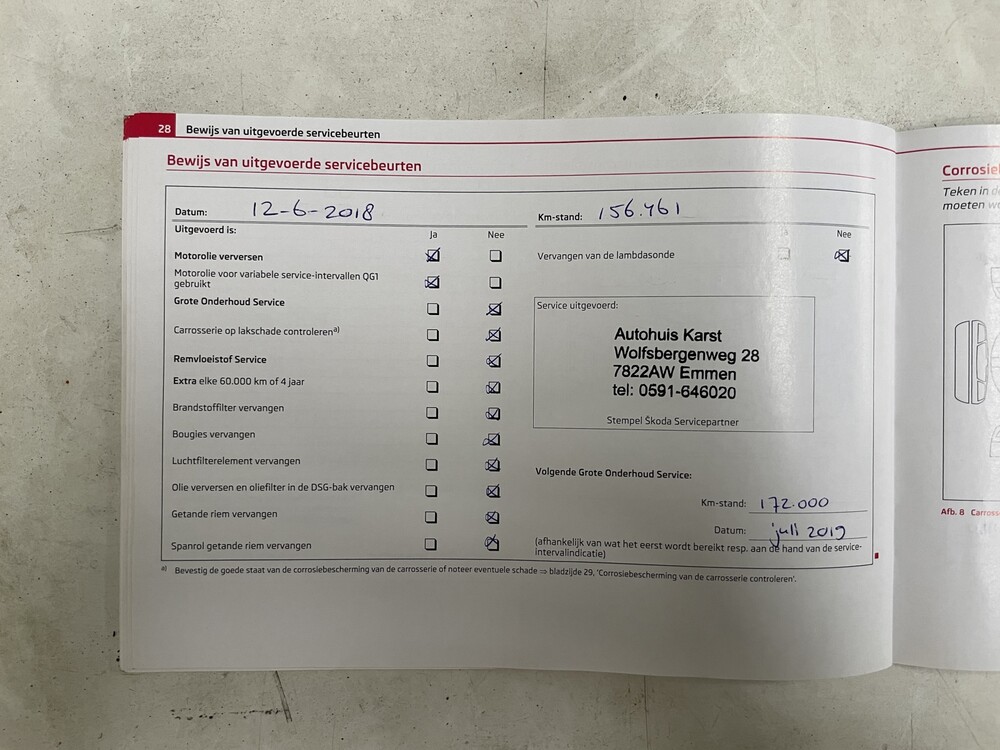 28 Bewijs van uitgevoerde servicebeurten
Bewijs van uitgevoerde servicebeurten
Datum: 12-6-2018
Uitgevoerd is:
Ja Nee
Motorolie verversen
Motorolie voor variabele service-intervallen QG1
gebruikt
Grote Onderhoud Service
Carrosserie op lakschade controlerena)
Remvloeistof Service
Extra elke 60.000 km of 4 jaar
Brandstoffilter vervangen
Bougies vervangen
Luchtfilterelement vervangen
Olie verversen en oliefilter in de DSG-bak vervangen
Getande riem vervangen
Spanrol getande riem vervangen
Km-stand: 156.461
Nee
Vervangen van de lambdasonde
Service uitgevoerd:
Autohuis Karst
Wolfsbergenweg 28
7822AW Emmen
tel: 0591-646020
Stempel Škoda Servicepartner
Volgende Grote Onderhoud Service:
Km-stand: 172.000
Datum: juli 2019
(afhankelijk van wat het eerst wordt bereikt resp. aan de hand van de service-
intervalindicatie)
a) Bevestig de goede staat van de corrosiebescherming van de carrosserie of noteer eventuele schade ⇒ bladzijde 29, 'Corrosiebescherming van de carrosserie controleren'.
Corrosie
Teken in
moeten
Afb. 8 Carross